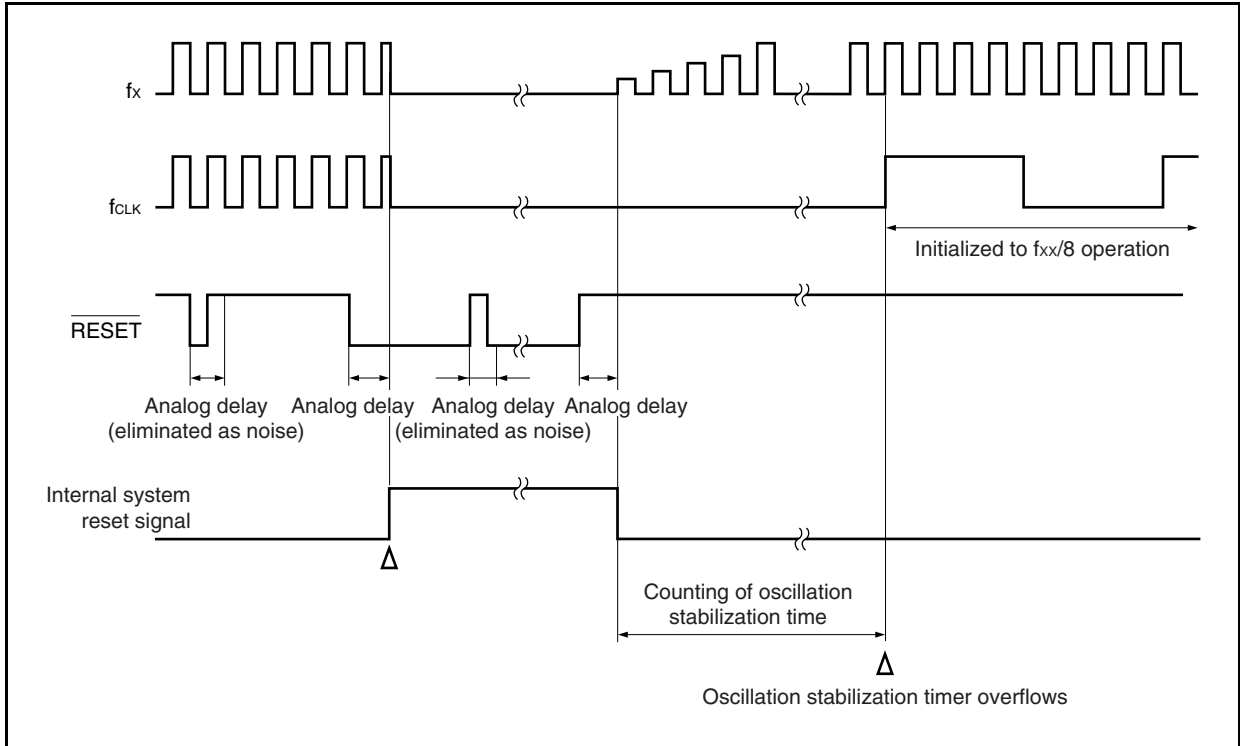 fX
fCLK
Initialized to fXX/8 operation
RESET
Analog delay
(eliminated as noise)
Analog delay
Analog delay
(eliminated as noise)
Analog delay
Internal system
reset signal
Counting of oscillation
stabilization time
Oscillation stabilization timer overflows